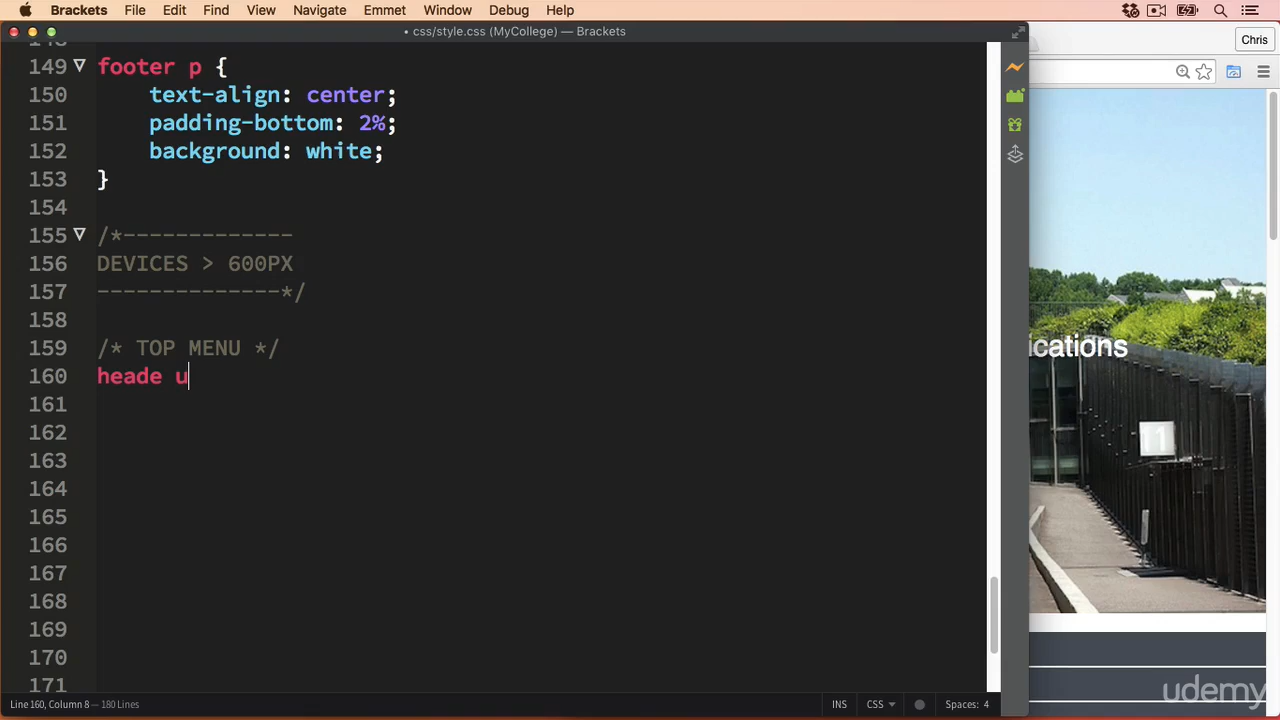 Brackets File Edit Find View Navigate Emmet Window Debug Help
• css/style.css (MyCollege) — Brackets
Chris
149 footer p {
150 text-align: center;
151 padding-bottom: 2%;
152 background: white;
153 }
154
155 /*-------------
156 DEVICES > 600PX
157 --------------*/
158
159 /* TOP MENU */
160 heade u
161
162
163
164
165
166
167
168
169
170
171
ications
11
Line 160, Column 8 — 180 Lines
INS CSS Spaces: 4
udemy